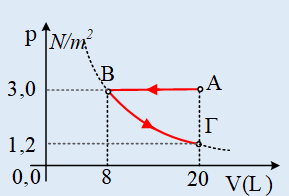 p N/m²
3,0 B A
Γ
1,2
0,0 8 20 V(L)